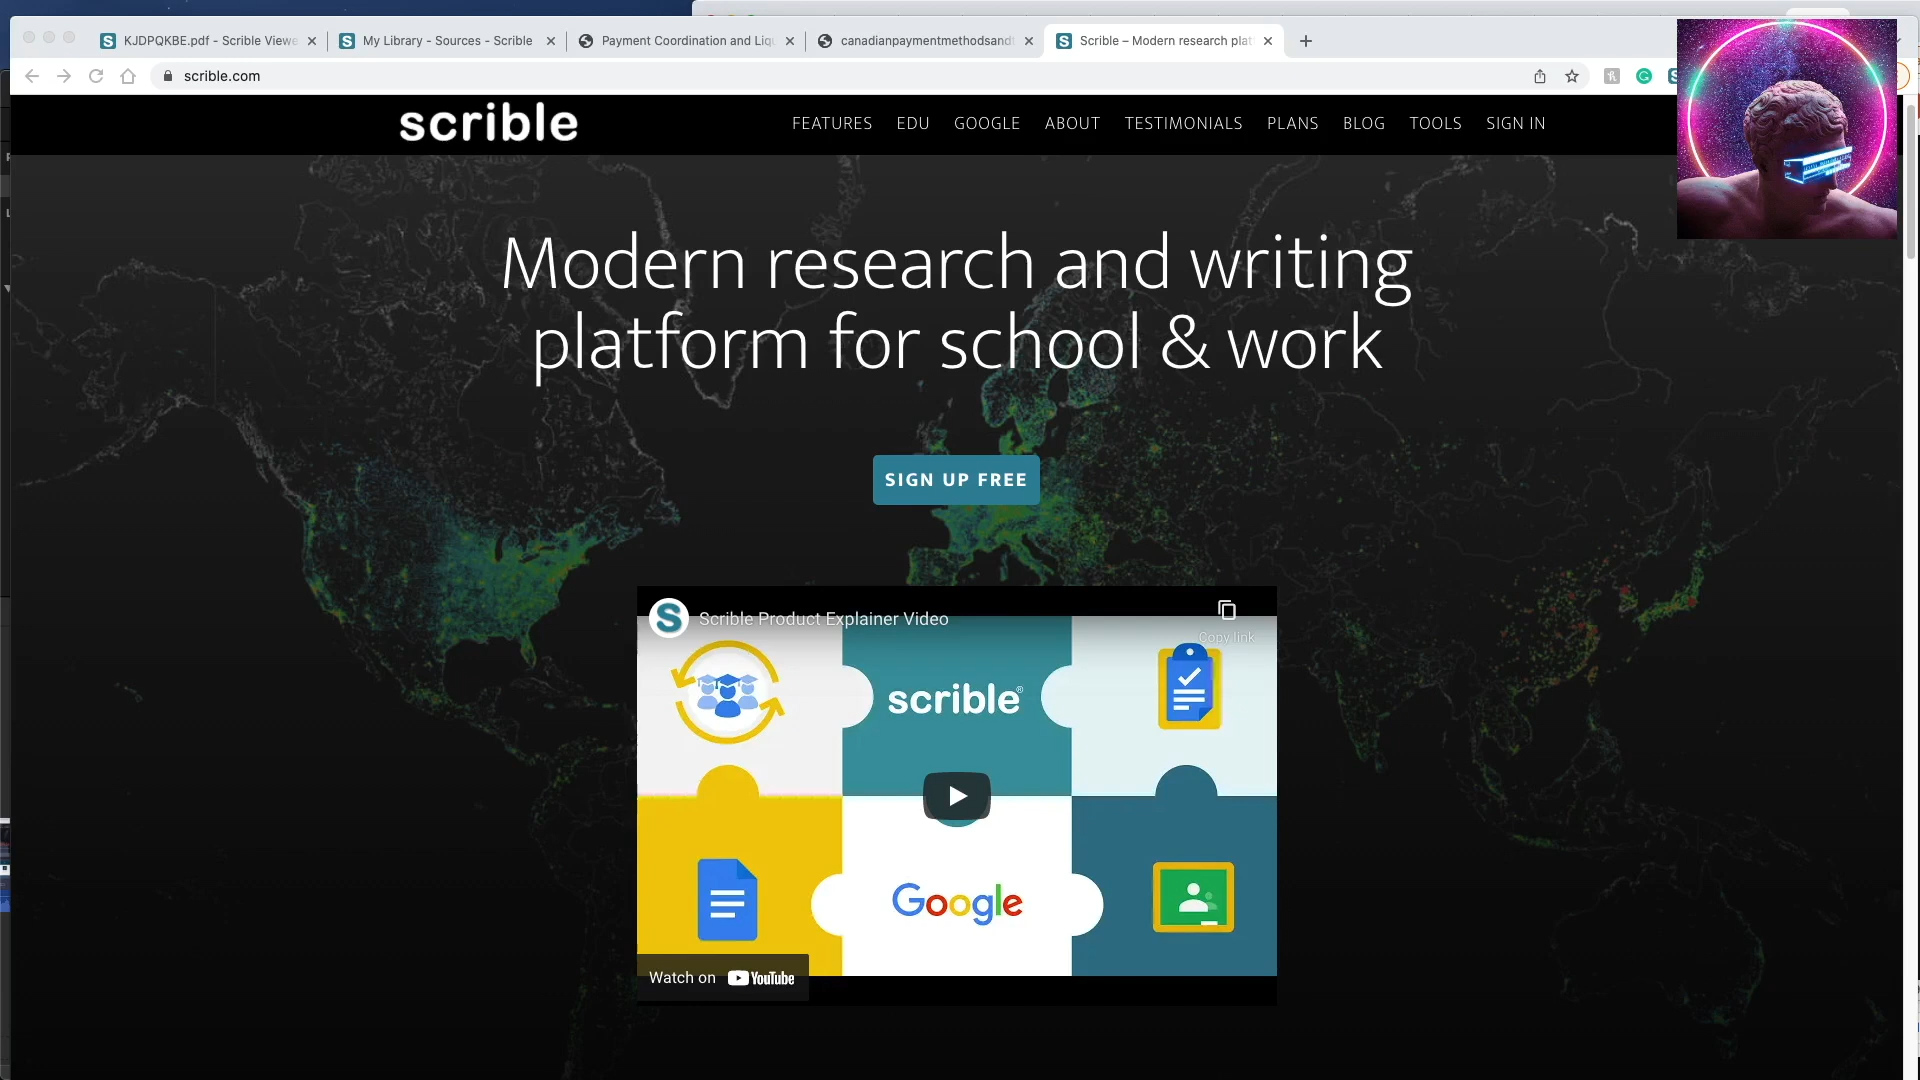 KJDPQKBE.pdf - Scrible Viewe
My Library - Sources - Scrible
Payment Coordination and Liqu
canadianpaymentmethodsandt
Scrible – Modern research plat
scrible.com
scrible
FEATURES
EDU
GOOGLE
ABOUT
TESTIMONIALS
PLANS
BLOG
TOOLS
SIGN IN
Modern research and writing
platform for school & work
SIGN UP FREE
Scrible Product Explainer Video
Copy link
scrible®
Google
Watch on YouTube